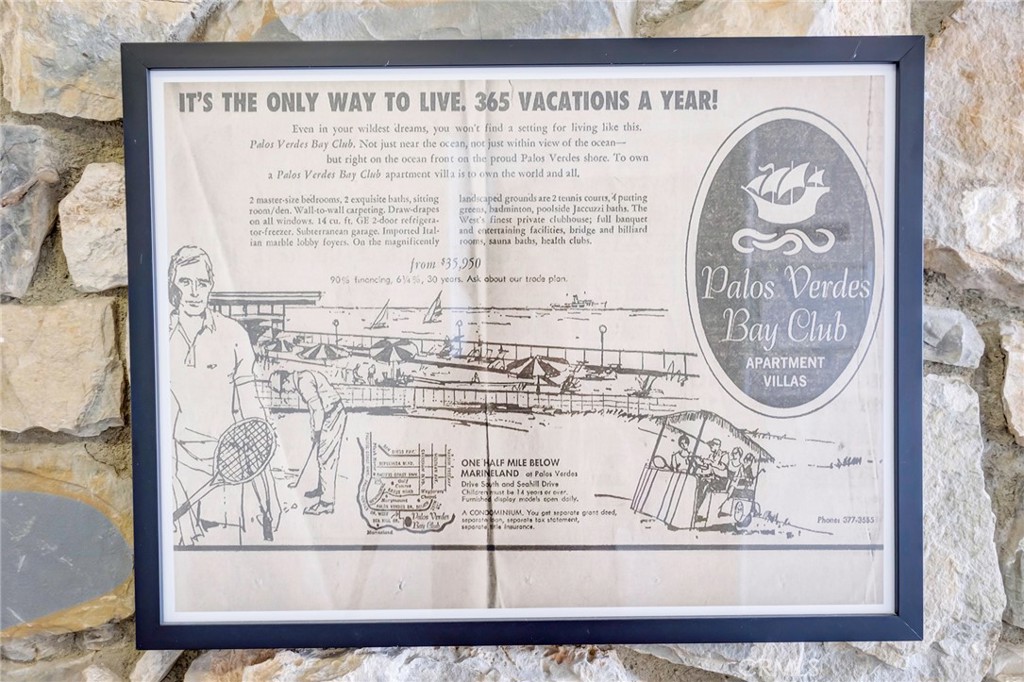 IT'S THE ONLY WAY TO LIVE. 365 VACATIONS A YEAR!
Even in your wildest dreams, you won't find a setting for living like this.
Palos Verdes Bay Club. Not just near the ocean, not just within view of the ocean—
but right on the ocean front on the proud Palos Verdes shore. To own
a Palos Verdes Bay Club apartment villa is to own the world and all.
2 master-size bedrooms, 2 exquisite baths, sitting
room/den. Wall-to-wall carpeting. Draw-drapes
on all windows. 14 cu. ft. GE 2-door refrigera-
tor-freezer. Subterranean garage. Imported Ital-
ian marble lobby foyers. On the magnificently
landscaped grounds are 2 tennis courts, 4 putting
greens, badminton, poolside Jaccuzzi baths. The
West's finest private clubhouse; full banquet
and entertaining facilities, bridge and billiard
rooms, sauna baths, health clubs.
from $35,950
90% financing, 6¼%, 30 years. Ask about our trade plan.
Palos Verdes
Bay Club
APARTMENT
VILLAS
Palos Verdes
Bay Club
Marineland
ONE HALF MILE BELOW
MARINELAND at Palos Verdes
Drive South and Seahill Drive
Children must be 14 years or over.
Furnished display models open daily.
A CONDOMINIUM. You get separate grant deed,
separate loan, separate tax statement,
separate title insurance.
Phone: 377-3585